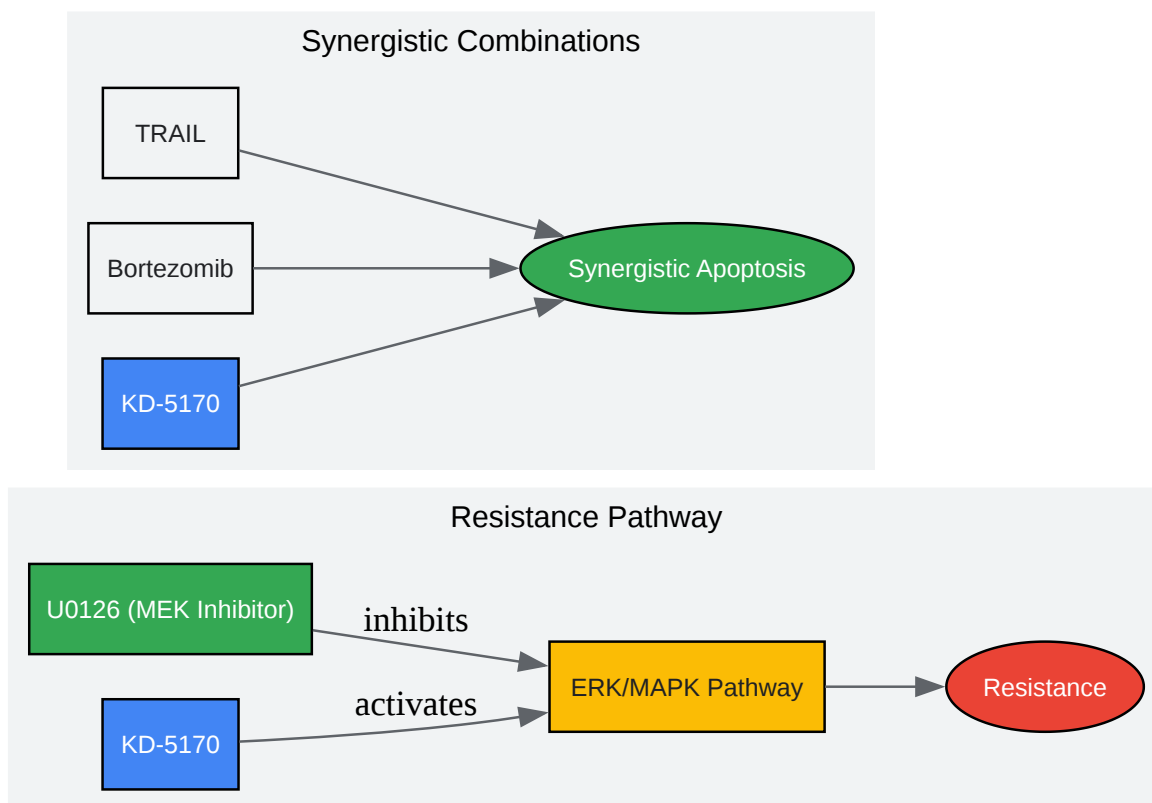 Synergistic Combinations
TRAIL
Bortezomib
Synergistic Apoptosis
KD-5170
Resistance Pathway
U0126 (MEK Inhibitor)
inhibits
ERK/MAPK Pathway
Resistance
activates
KD-5170